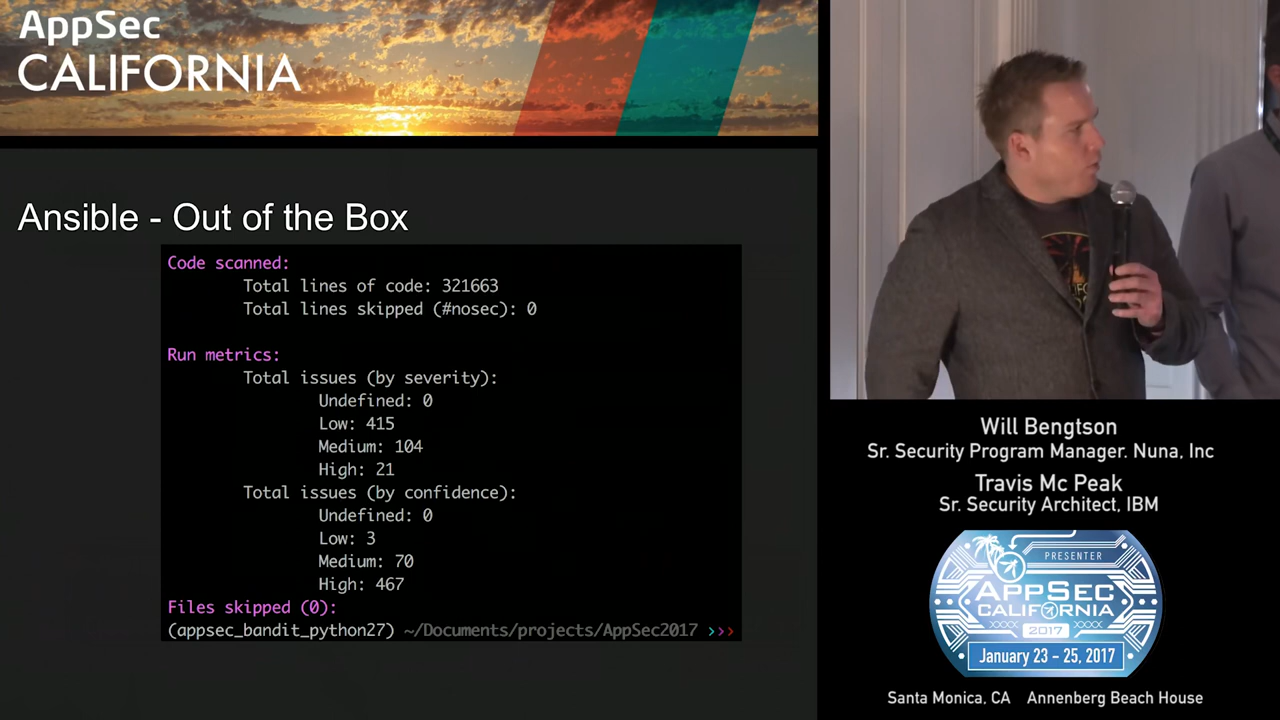 AppSec
CALIFORNIA
Ansible - Out of the Box
Code scanned:
Total lines of code: 321663
Total lines skipped (#nosec): 0
Run metrics:
Total issues (by severity):
Undefined: 0
Low: 415
Medium: 104
High: 21
Total issues (by confidence):
Undefined: 0
Low: 3
Medium: 70
High: 467
Files skipped (0):
(appsec_bandit_python27) ~/Documents/projects/AppSec2017 >>>
Will Bengtson
Sr. Security Program Manager. Nuna, Inc
Travis Mc Peak
Sr. Security Architect, IBM
PRESENTER
APPSEC
CALIFORNIA
2017
January 23 - 25, 2017
Santa Monica, CA Annenberg Beach House